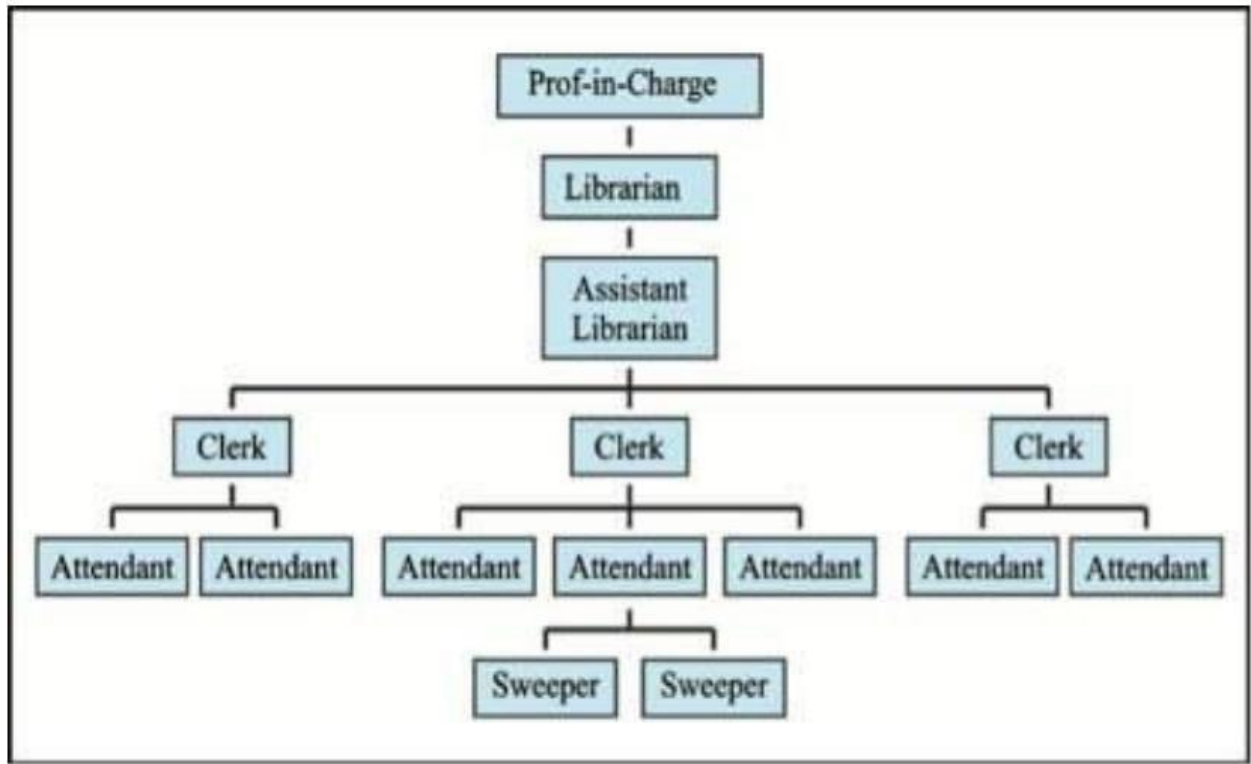 Prof-in-Charge
Librarian
Assistant
Librarian
Clerk
Clerk
Clerk
Attendant
Attendant
Attendant
Attendant
Attendant
Attendant
Attendant
Sweeper
Sweeper